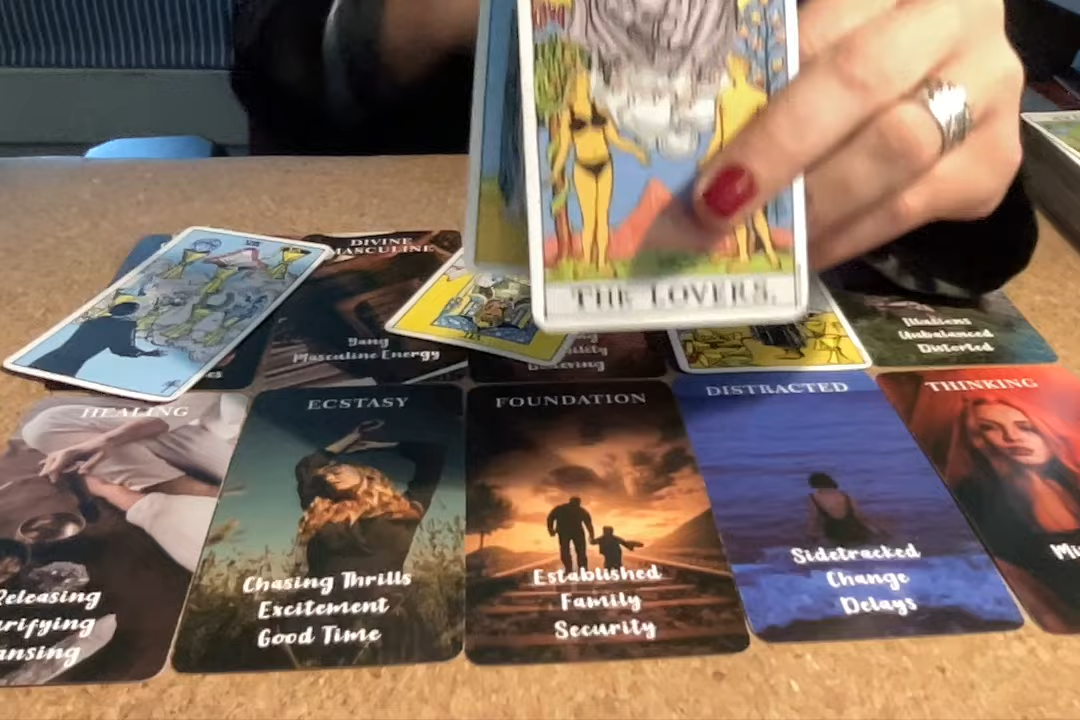 THE LOVERS.
DIVINE
MASCULINE
Yang
Masculine Energy
Illusions
Unbalanced
Distorted
HEALING
Releasing
ECSTASY
Chasing Thrills
Excitement
Good Time
FOUNDATION
Established
Family
Security
DISTRACTED
Sidetracked
Change
Delays
THINKING